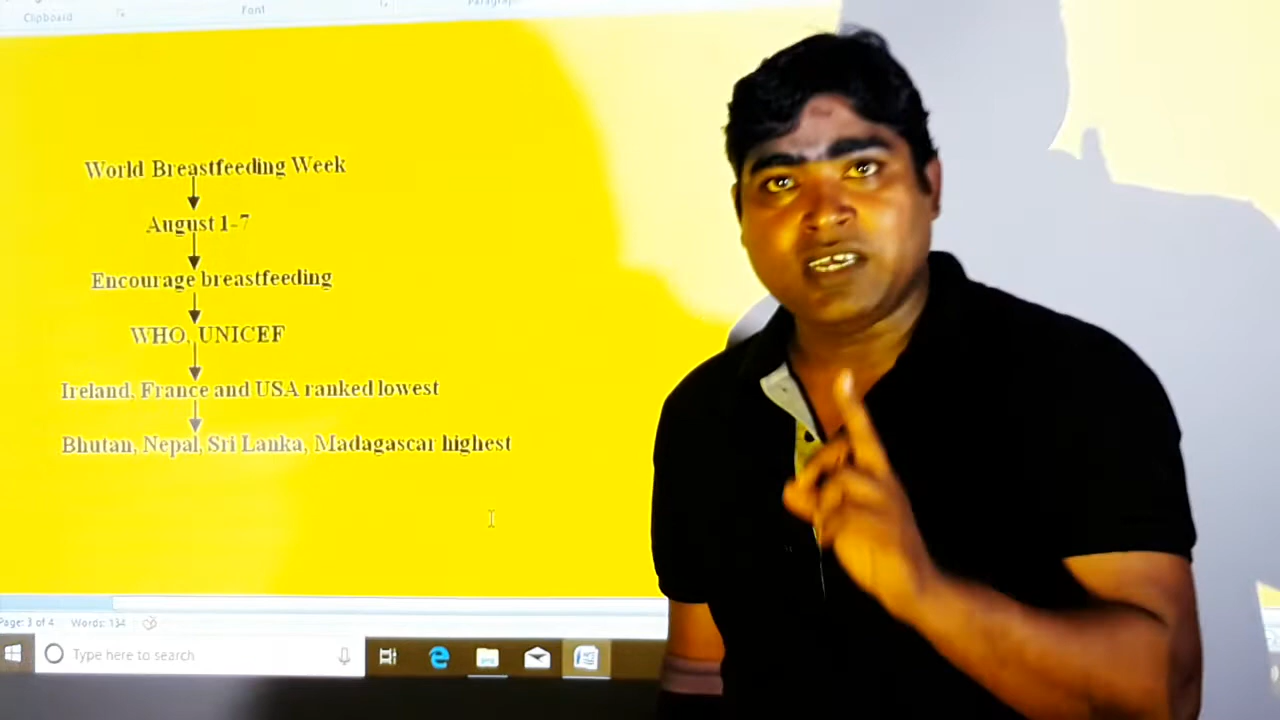 Clipboard Font Paragraph
World Breastfeeding Week
August 1-7
Encourage breastfeeding
WHO, UNICEF
Ireland, France and USA ranked lowest
Bhutan, Nepal, Sri Lanka, Madagascar highest
Page: 3 of 4 Words: 134
Type here to search